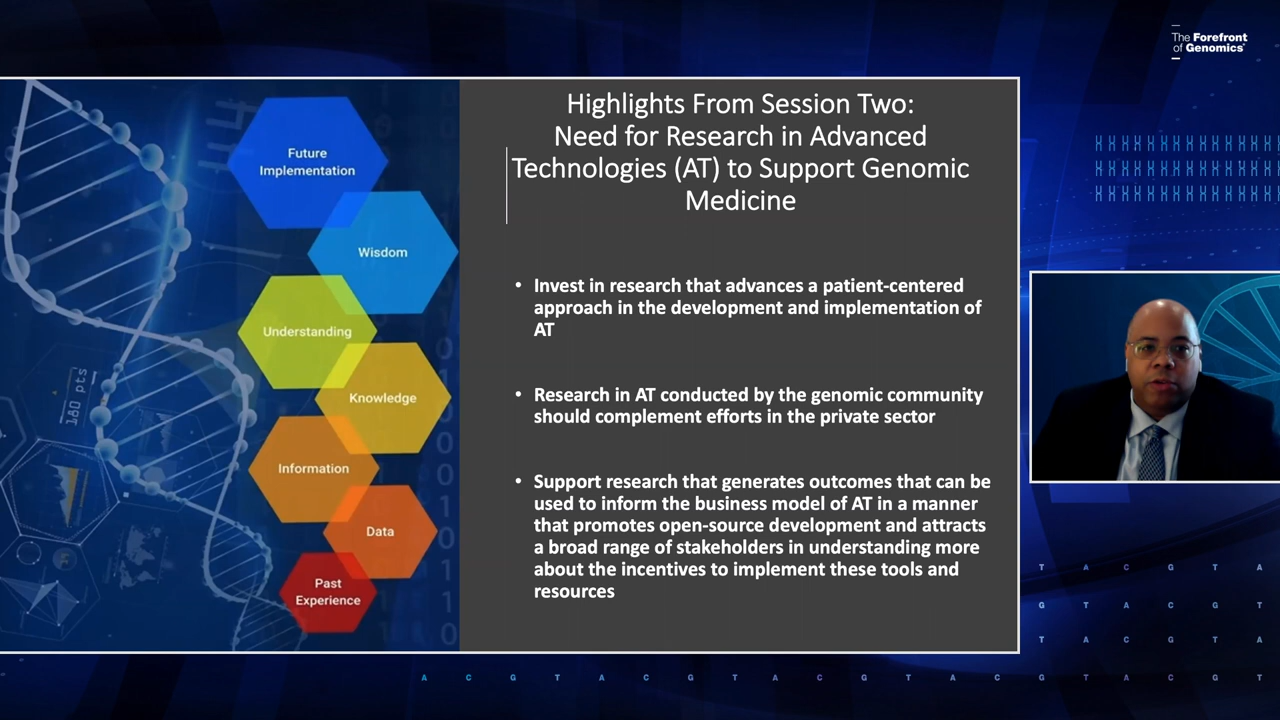 The Forefront
of Genomics®
Highlights From Session Two:
Need for Research in Advanced
Technologies (AT) to Support Genomic
Medicine
Future
Implementation
Wisdom
Understanding
Knowledge
Information
Data
Past
Experience
180 pts
• Invest in research that advances a patient-centered
approach in the development and implementation of
AT
• Research in AT conducted by the genomic community
should complement efforts in the private sector
• Support research that generates outcomes that can be
used to inform the business model of AT in a manner
that promotes open-source development and attracts
a broad range of stakeholders in understanding more
about the incentives to implement these tools and
resources
T A C G T A
G T A C G T
T A C G T A
A C G T A C G T A C G T A C G T A C G T